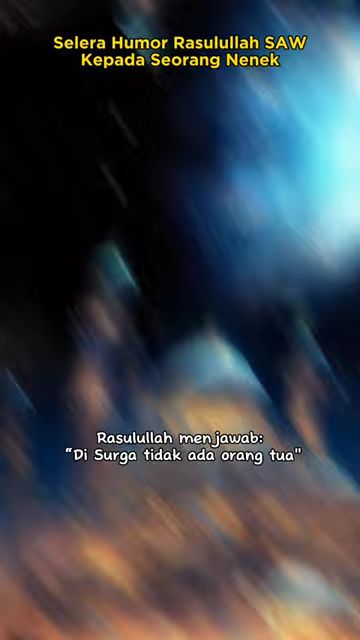 Selera Humor Rasulullah SAW
Kepada Seorang Nenek
Rasulullah menjawab:
“Di Surga tidak ada orang tua"